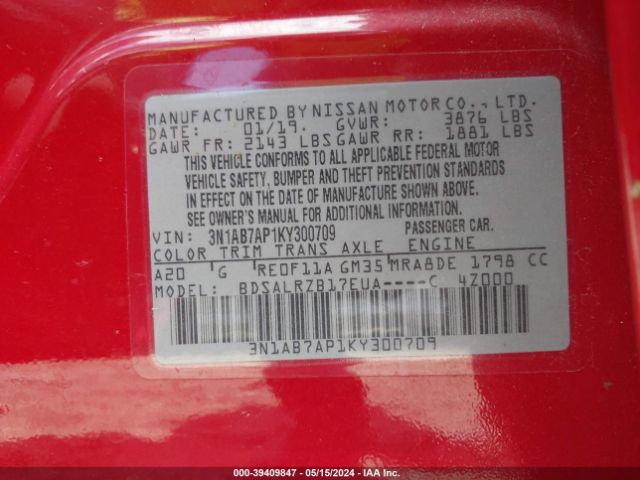 MANUFACTURED BY NISSAN MOTOR CO., LTD.
DATE: 01/19. GVWR: 3876 LBS
GAWR FR: 2143 LBS GAWR RR: 1881 LBS
THIS VEHICLE CONFORMS TO ALL APPLICABLE FEDERAL MOTOR
VEHICLE SAFETY, BUMPER AND THEFT PREVENTION STANDARDS
IN EFFECT ON THE DATE OF MANUFACTURE SHOWN ABOVE.
SEE OWNER'S MANUAL FOR ADDITIONAL INFORMATION.
VIN: 3N1AB7AP1KY300709 PASSENGER CAR.
COLOR TRIM TRANS AXLE ENGINE
A20 G RE0F11A GM35 MRA8DE 1798 CC
MODEL: BDSALRZB17EUA----C 4Z000
3N1AB7AP1KY300709
000-39409847 - 05/15/2024 - IAA Inc.